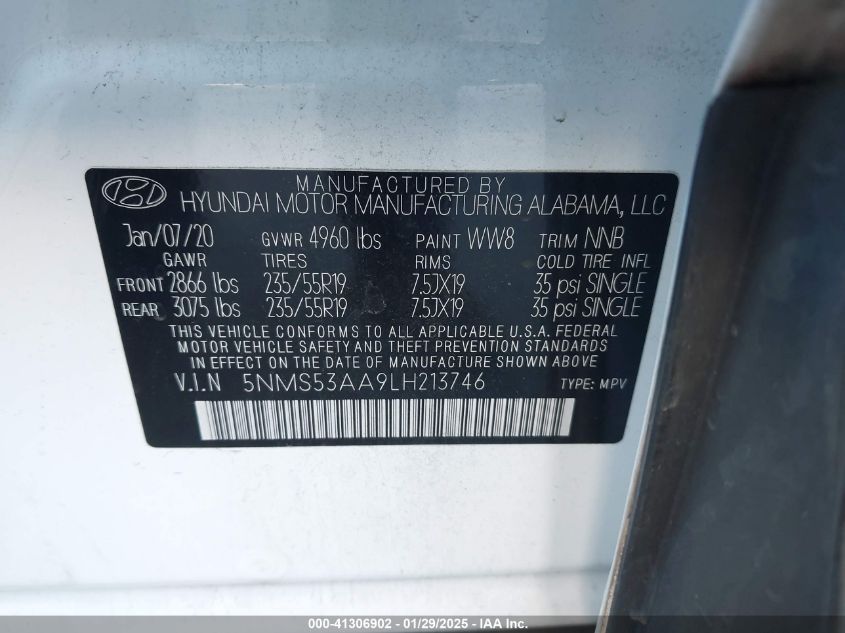 MANUFACTURED BY
HYUNDAI MOTOR MANUFACTURING ALABAMA, LLC
Jan/07/20 GVWR 4960 lbs PAINT WW8 TRIM NNB
GAWR TIRES RIMS COLD TIRE INFL
FRONT 2866 lbs 235/55R19 7.5JX19 35 psi SINGLE
REAR 3075 lbs 235/55R19 7.5JX19 35 psi SINGLE
THIS VEHICLE CONFORMS TO ALL APPLICABLE U.S.A. FEDERAL
MOTOR VEHICLE SAFETY AND THEFT PREVENTION STANDARDS
IN EFFECT ON THE DATE OF MANUFACTURE SHOWN ABOVE
V.I.N 5NMS53AA9LH213746 TYPE: MPV
000-41306902 - 01/29/2025 - IAA Inc.